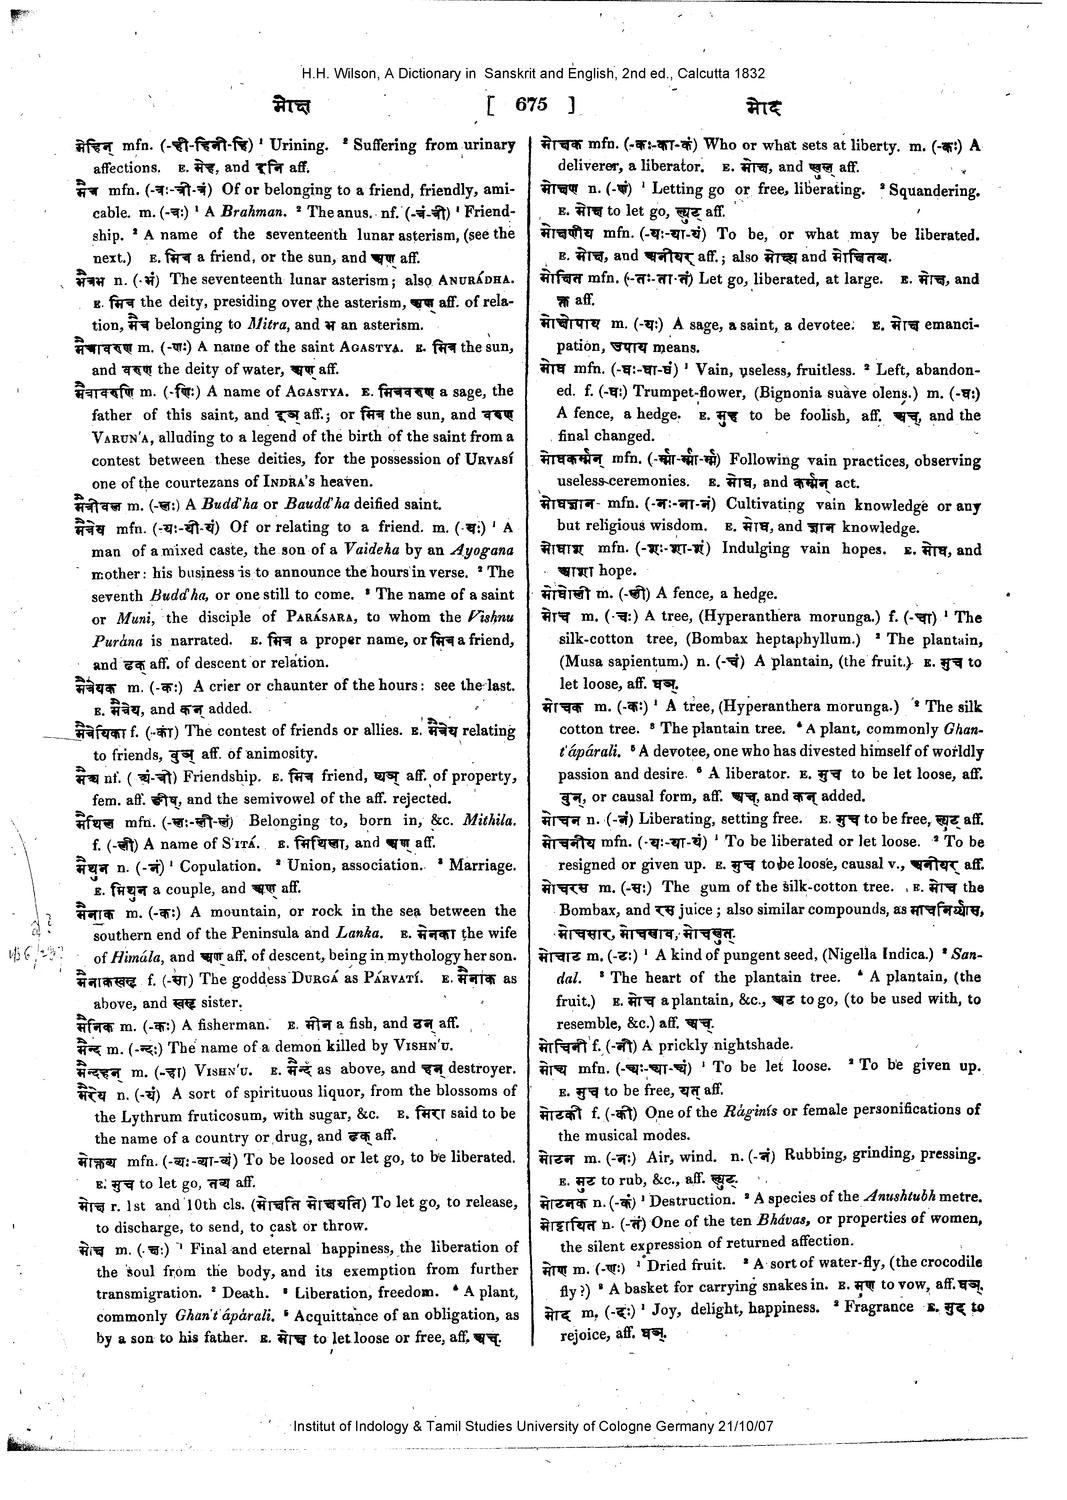 H.H. Wilson, A Dictionary in Sanskrit and English, 2nd ed., Calcutta 1832
मोक्ष [ 675 ] मोद
मेहिन् mfn. (-ही-हिनी-हि) ¹ Urining. ² Suffering from urinary
affections. E. मेह, and इनि aff.
मैत्र mfn. (-त्रः-त्री-त्रं) Of or belonging to a friend, friendly, ami-
cable. m. (-त्रः) ¹ A Brahman. ² The anus. nf. (-त्रं-त्री) ¹ Friend-
ship. ² A name of the seventeenth lunar asterism, (see the
next.) E. मित्र a friend, or the sun, and अण् aff.
मैत्रभ n. (-भं) The seventeenth lunar asterism; also ANURÁDHA.
E. मित्र the deity, presiding over the asterism, अण् aff. of rela-
tion, मैत्र belonging to Mitra, and भ an asterism.
मैत्रावरुण m. (-णः) A name of the saint AGASTYA. E. मित्र the sun,
and वरुण the deity of water, अण् aff.
मैत्रावरुणि m. (-णिः) A name of AGASTYA. E. मित्रवरुण a sage, the
father of this saint, and इञ् aff.; or मित्र the sun, and वरुण
VARUN'A, alluding to a legend of the birth of the saint from a
contest between these deities, for the possession of URVASÍ
one of the courtezans of INDRA's heaven.
मैत्रीवल m. (-लः) A Budd'ha or Baudd'ha deified saint.
मैत्रेय mfn. (-यः-यी-यं) Of or relating to a friend. m. (-यः) ¹ A
man of a mixed caste, the son of a Vaideha by an Ayogana
mother: his business is to announce the hours in verse. ² The
seventh Budd'ha, or one still to come. ³ The name of a saint
or Muni, the disciple of PARÁSARA, to whom the Vishnu
Purána is narrated. E. मित्र a proper name, or मित्र a friend,
and ढक् aff. of descent or relation.
मैत्रेयक m. (-कः) A crier or chaunter of the hours: see the last.
E. मैत्रेय, and कन् added.
मैत्रेयिका f. (-का) The contest of friends or allies. E. मैत्रेय relating
to friends, वुञ् aff. of animosity.
मैत्र्य nf. (-त्र्यं-त्री) Friendship. E. मित्र friend, ष्यञ् aff. of property,
fem. aff. ङीष्, and the semivowel of the aff. rejected.
मैथिल mfn. (-लः-ली-लं) Belonging to, born in, &c. Mithila.
f. (-ली) A name of SÍTÁ. E. मिथिला, and अण् aff.
मैथुन n. (-नं) ¹ Copulation. ² Union, association. ³ Marriage.
E. मिथुन a couple, and अण् aff.
मैनाक m. (-कः) A mountain, or rock in the sea between the
southern end of the Peninsula and Lanka. E. मेनका the wife
of Himála, and अण् aff. of descent, being in mythology her son.
मैनाकस्वसृ f. (-सा) The goddess DURGÁ as PÁRVATÍ. E. मैनाक as
above, and स्वसृ sister.
मैनिक m. (-कः) A fisherman. E. मीन a fish, and ठन् aff.
मैन्द m. (-न्दः) The name of a demon killed by VISHN'U.
मैन्दहन् m. (-हा) VISHN'U. E. मैन्द as above, and हन् destroyer.
मैरेय n. (-यं) A sort of spirituous liquor, from the blossoms of
the Lythrum fruticosum, with sugar, &c. E. मिरा said to be
the name of a country or drug, and ढक् aff.
मोक्तव्य mfn. (-व्यः-व्या-व्यं) To be loosed or let go, to be liberated.
E. मुच to let go, तव्य aff.
मोक्ष r. 1st and 10th cls. (मोक्षति मोक्षयति) To let go, to release,
to discharge, to send, to cast or throw.
मोक्ष m. (-क्षः) ¹ Final and eternal happiness, the liberation of
the soul from the body, and its exemption from further
transmigration. ² Death. ³ Liberation, freedom. ⁴ A plant,
commonly Ghan't'áparali. ⁵ Acquittance of an obligation, as
by a son to his father. E. मोक्ष to let loose or free, aff. अच्.
मोक्षक mfn. (-कः-का-कं) Who or what sets at liberty. m. (-कः) A
deliverer, a liberator. E. मोक्ष, and ण्वुल् aff.
मोक्षण n. (-णं) ¹ Letting go or free, liberating. ² Squandering.
E. मोक्ष to let go, ल्युट् aff.
मोक्षणीय mfn. (-यः-या-यं) To be, or what may be liberated.
E. मोक्ष, and अनीयर् aff.; also मोक्ष्य and मोक्षितव्य.
मोक्षित mfn. (-तः-ता-तं) Let go, liberated, at large. E. मोक्ष, and
क्त aff.
मोक्षोपाय m. (-यः) A sage, a saint, a devotee. E. मोक्ष emanci-
pation, उपाय means.
मोघ mfn. (-घः-घा-घं) ¹ Vain, useless, fruitless. ² Left, abandon-
ed. f. (-घा) Trumpet-flower, (Bignonia suave olens.) m. (-घः)
A fence, a hedge. E. मुह to be foolish, aff. अच्, and the
final changed.
मोघकर्म्मन् mfn. (-र्म्मा-र्म्मा-र्म्म) Following vain practices, observing
useless ceremonies. E. मोघ, and कर्म्मन् act.
मोघज्ञान mfn. (-नः-ना-नं) Cultivating vain knowledge or any
but religious wisdom. E. मोघ, and ज्ञान knowledge.
मोघाश mfn. (-शः-शा-शं) Indulging vain hopes. E. मोघ, and
आशा hope.
मोघोली m. (-ली) A fence, a hedge.
मोच m. (-चः) A tree, (Hyperanthera morunga.) f. (-चा) ¹ The
silk-cotton tree, (Bombax heptaphyllum.) ² The plantain,
(Musa sapientum.) n. (-चं) A plantain, (the fruit.) E. मुच to
let loose, aff. घञ्.
मोचक m. (-कः) ¹ A tree, (Hyperanthera morunga.) ² The silk
cotton tree. ³ The plantain tree. ⁴ A plant, commonly Ghan-
t'áparali. ⁵ A devotee, one who has divested himself of worldly
passion and desire. ⁶ A liberator. E. मुच to be let loose, aff.
वुन्, or causal form, aff. अच्, and कन् added.
मोचन n. (-नं) Liberating, setting free. E. मुच to be free, ल्युट् aff.
मोचनीय mfn. (-यः-या-यं) ¹ To be liberated or let loose. ² To be
resigned or given up. E. मुच to be loose, causal v., अनीयर् aff.
मोचरस m. (-सः) The gum of the silk-cotton tree. E. मोच the
Bombax, and रस juice; also similar compounds, as मोचनिर्य्यास,
मोचसार, मोचस्राव, मोचस्रुत्.
मोचाट m. (-टः) ¹ A kind of pungent seed, (Nigella Indica.) ² San-
dal. ³ The heart of the plantain tree. ⁴ A plantain, (the
fruit.) E. मोच a plantain, &c., अट to go, (to be used with, to
resemble, &c.) aff. अच्.
मोचिनी f. (-नी) A prickly nightshade.
मोच्य mfn. (-च्यः-च्या-च्यं) ¹ To be let loose. ² To be given up.
E. मुच to be free, यत् aff.
मोटकी f. (-की) One of the Ráginís or female personifications of
the musical modes.
मोटन m. (-नः) Air, wind. n. (-नं) Rubbing, grinding, pressing.
E. मुट to rub, &c., aff. ल्युट्.
मोटनक n. (-कं) ¹ Destruction. ² A species of the Anushtubh metre.
मोट्टायित n. (-तं) One of the ten Bhávas, or properties of women,
the silent expression of returned affection.
मोण m. (-णः) ¹ Dried fruit. ² A sort of water-fly, (the crocodile
fly?) ³ A basket for carrying snakes in. E. मुण to vow, aff. घञ्.
मोद m. (-दः) ¹ Joy, delight, happiness. ² Fragrance E. मुद् to
rejoice, aff. घञ्.
Institut of Indology & Tamil Studies University of Cologne Germany 21/10/07